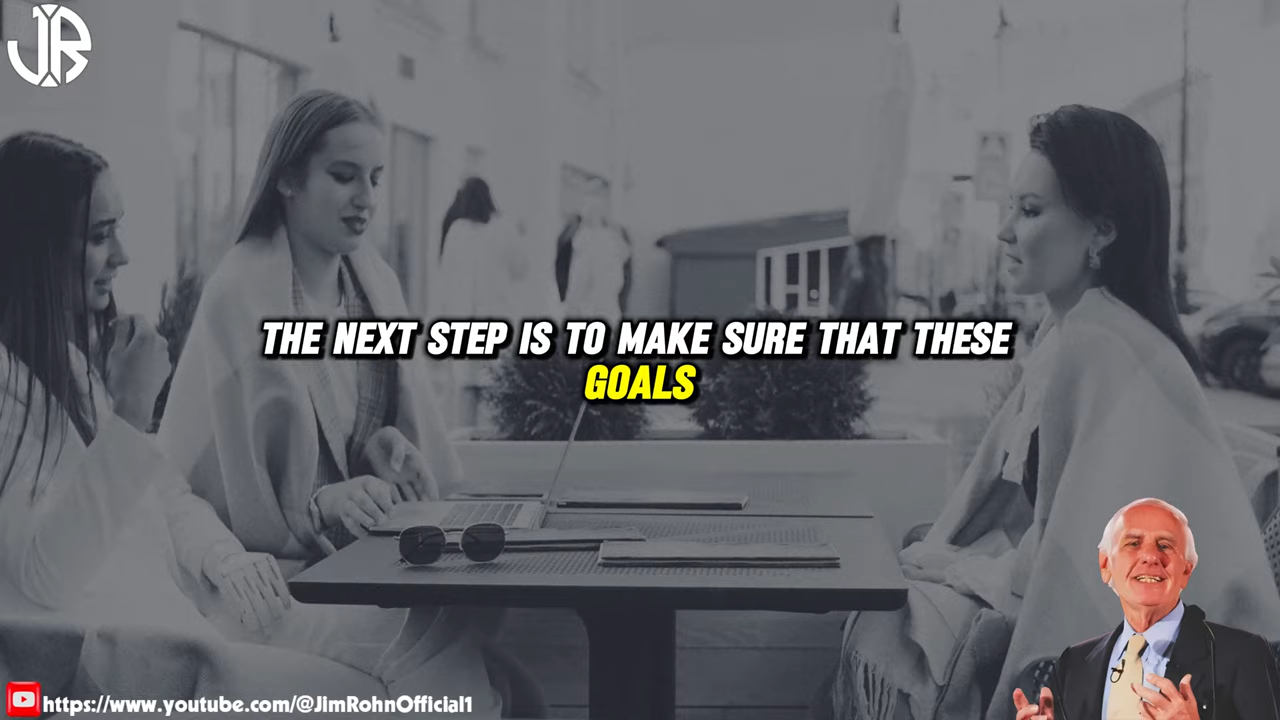 JR
THE NEXT STEP IS TO MAKE SURE THAT THESE
GOALS
https://www.youtube.com/@JimRohnOfficial1